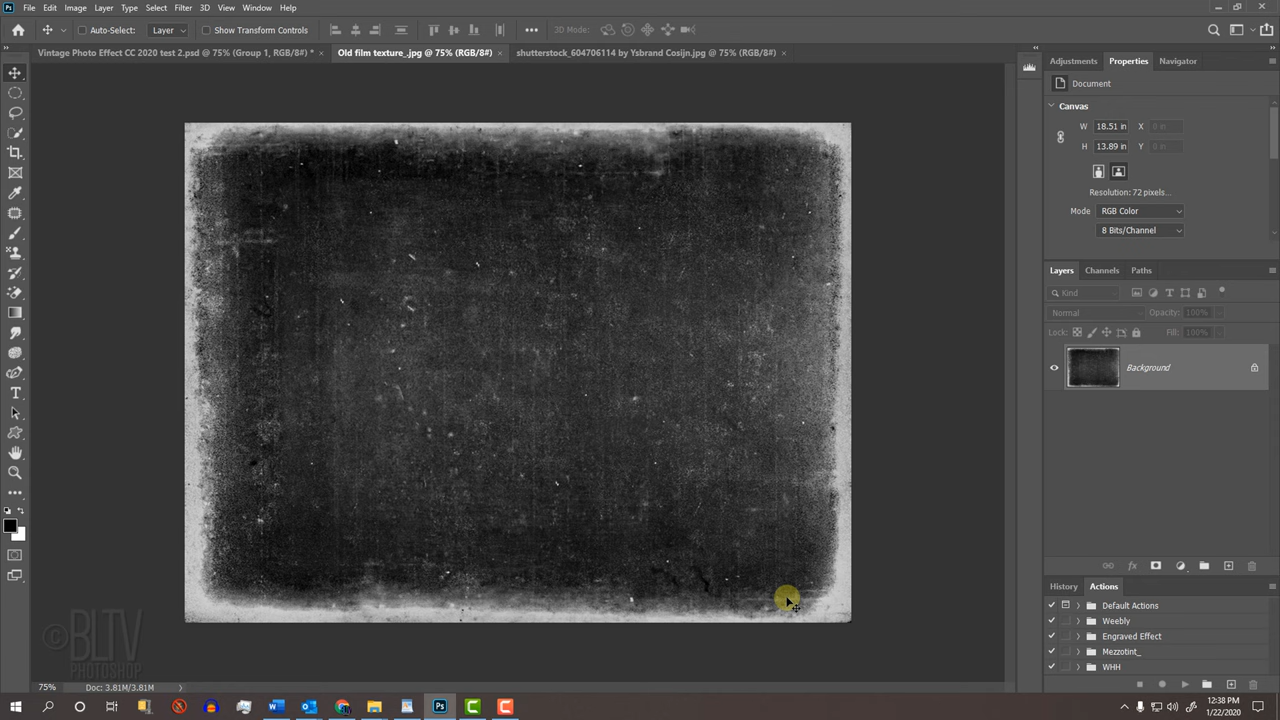 Ps File Edit Image Layer Type Select Filter 3D View Window Help
Auto-Select: Layer Show Transform Controls 3D Mode:
Vintage Photo Effect CC 2020 test 2.psd @ 75% (Group 1, RGB/8#) * × Old film texture_.jpg @ 75% (RGB/8#) × shutterstock_604706114 by Ysbrand Cosijn.jpg @ 75% (RGB/8#) ×
Adjustments Properties Navigator
Document
Canvas
W 18.51 in X 0 in
H 13.89 in Y 0 in
Resolution: 72 pixels...
Mode RGB Color
8 Bits/Channel
Layers Channels Paths
Kind
Normal Opacity: 100%
Lock: Fill: 100%
Background
History Actions
Default Actions
Weebly
Engraved Effect
Mezzotint_
WHH
© BLTV
PHOTOSHOP
75% Doc: 3.81M/3.81M
12:38 PM
1/22/2020